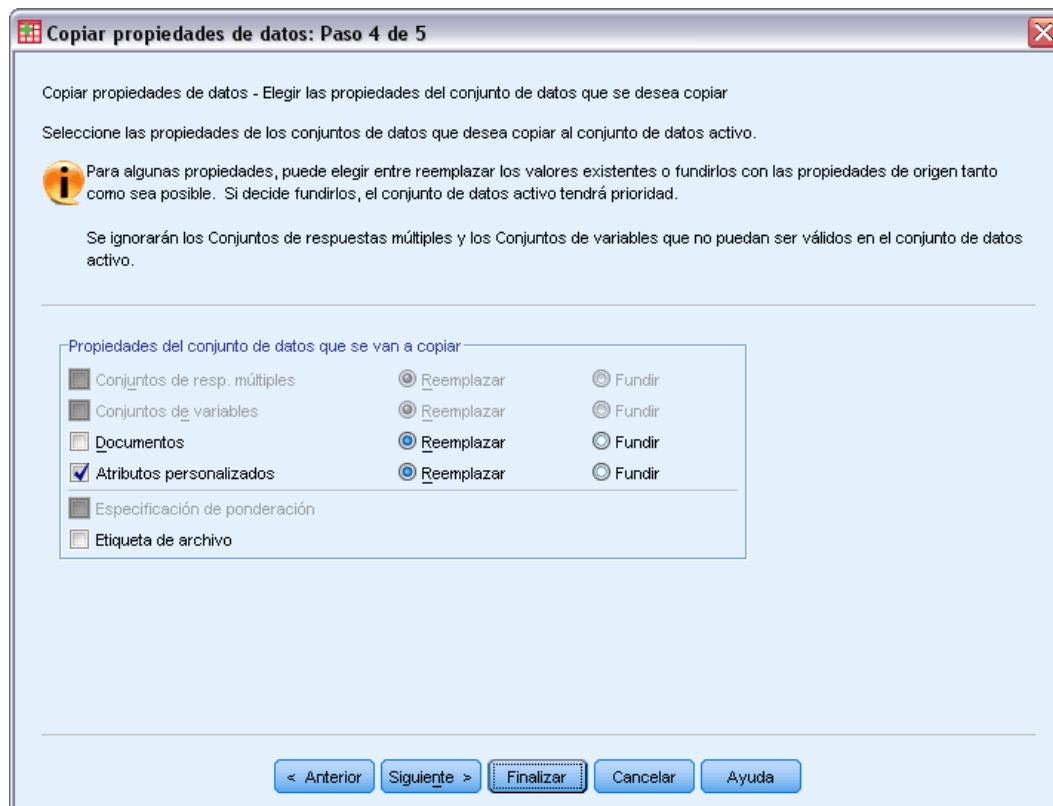 Copiar propiedades de datos: Paso 4 de 5
Copiar propiedades de datos - Elegir las propiedades del conjunto de datos que se desea copiar
Seleccione las propiedades de los conjuntos de datos que desea copiar al conjunto de datos activo.
Para algunas propiedades, puede elegir entre reemplazar los valores existentes o fundirlos con las propiedades de origen tanto
como sea posible. Si decide fundirlos, el conjunto de datos activo tendrá prioridad.
Se ignorarán los Conjuntos de respuestas múltiples y los Conjuntos de variables que no puedan ser válidos en el conjunto de datos
activo.
Propiedades del conjunto de datos que se van a copiar
Conjuntos de resp. múltiples Reemplazar Fundir
Conjuntos de variables Reemplazar Fundir
Documentos Reemplazar Fundir
Atributos personalizados Reemplazar Fundir
Especificación de ponderación
Etiqueta de archivo
< Anterior Siguiente > Finalizar Cancelar Ayuda